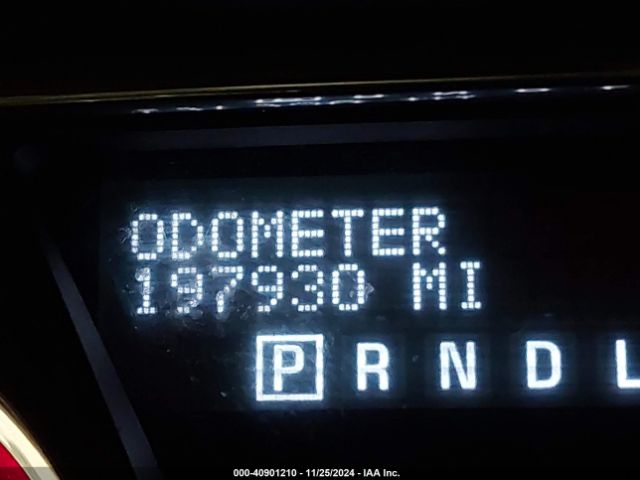 ODOMETER
197930 MI
P R N D L
000-40901210 - 11/25/2024 - IAA Inc.